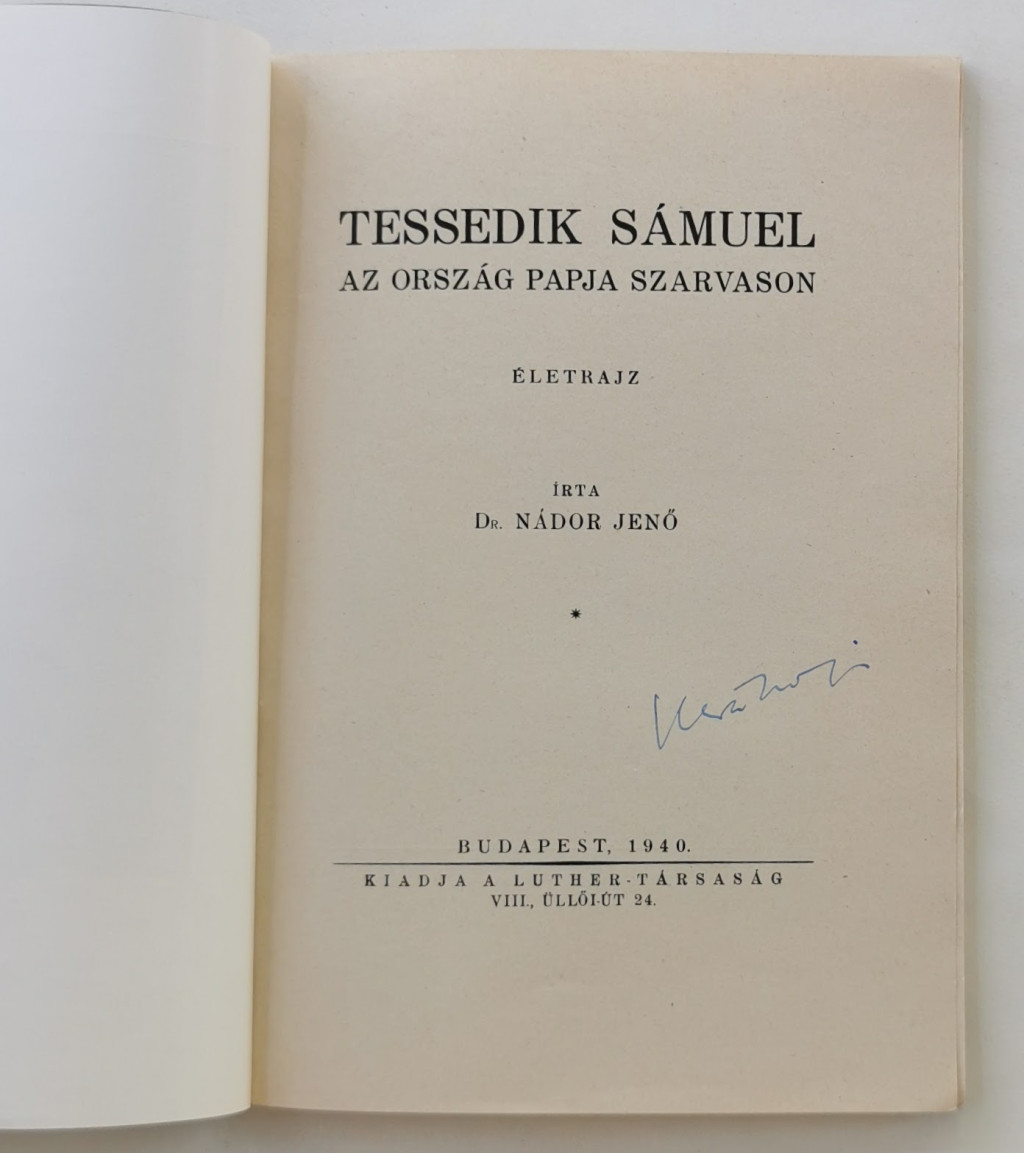 TESSEDIK SÁMUEL
AZ ORSZÁG PAPJA SZARVASON
ÉLETRAJZ
ÍRTA
DR. NÁDOR JENŐ
*
BUDAPEST, 1940.
KIADJA A LUTHER-TÁRSASÁG
VIII., ÜLLŐI-ÚT 24.